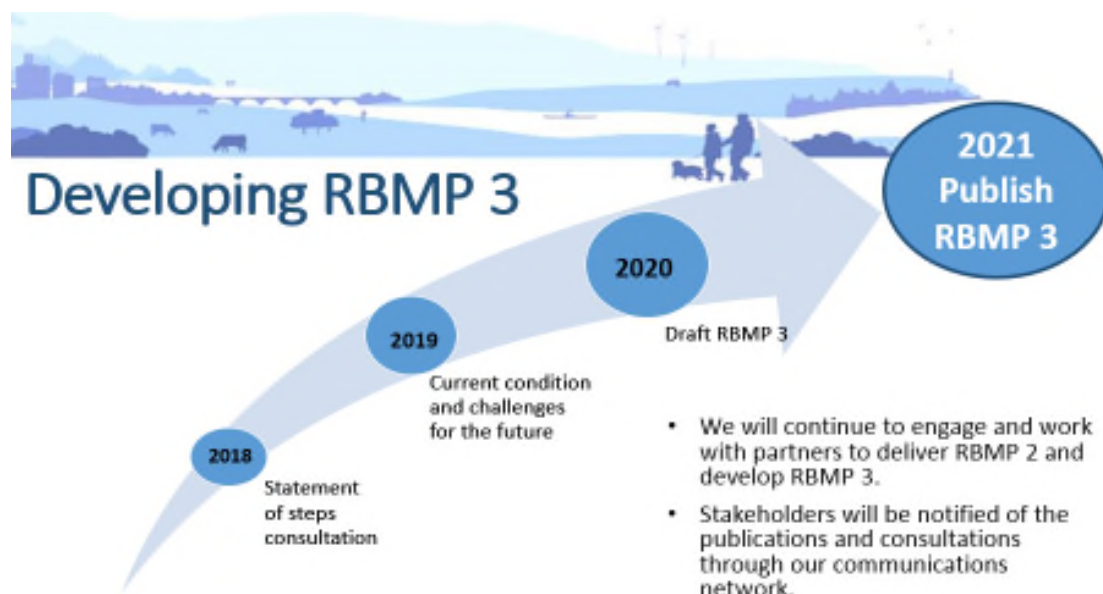 Developing RBMP 3
2021
Publish
RBMP 3
2020
Draft RBMP 3
2019
Current condition
and challenges
for the future
2018
Statement
of steps
consultation
• We will continue to engage and work
with partners to deliver RBMP 2 and
develop RBMP 3.
• Stakeholders will be notified of the
publications and consultations
through our communications
network.